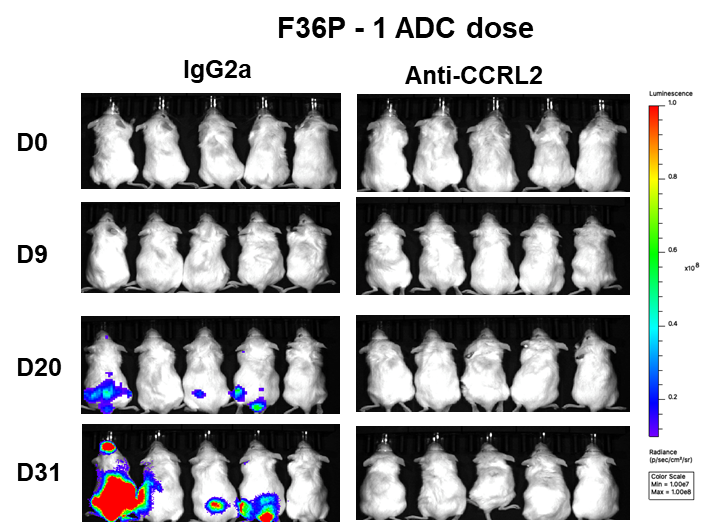 F36P - 1 ADC dose
IgG2a
Anti-CCRL2
D0
D9
D20
D31
Luminescence
1.0
0.8
0.6
x10⁸
0.4
0.2
Radiance
(p/sec/cm²/sr)
Color Scale
Min = 1.00e7
Max = 1.00e8